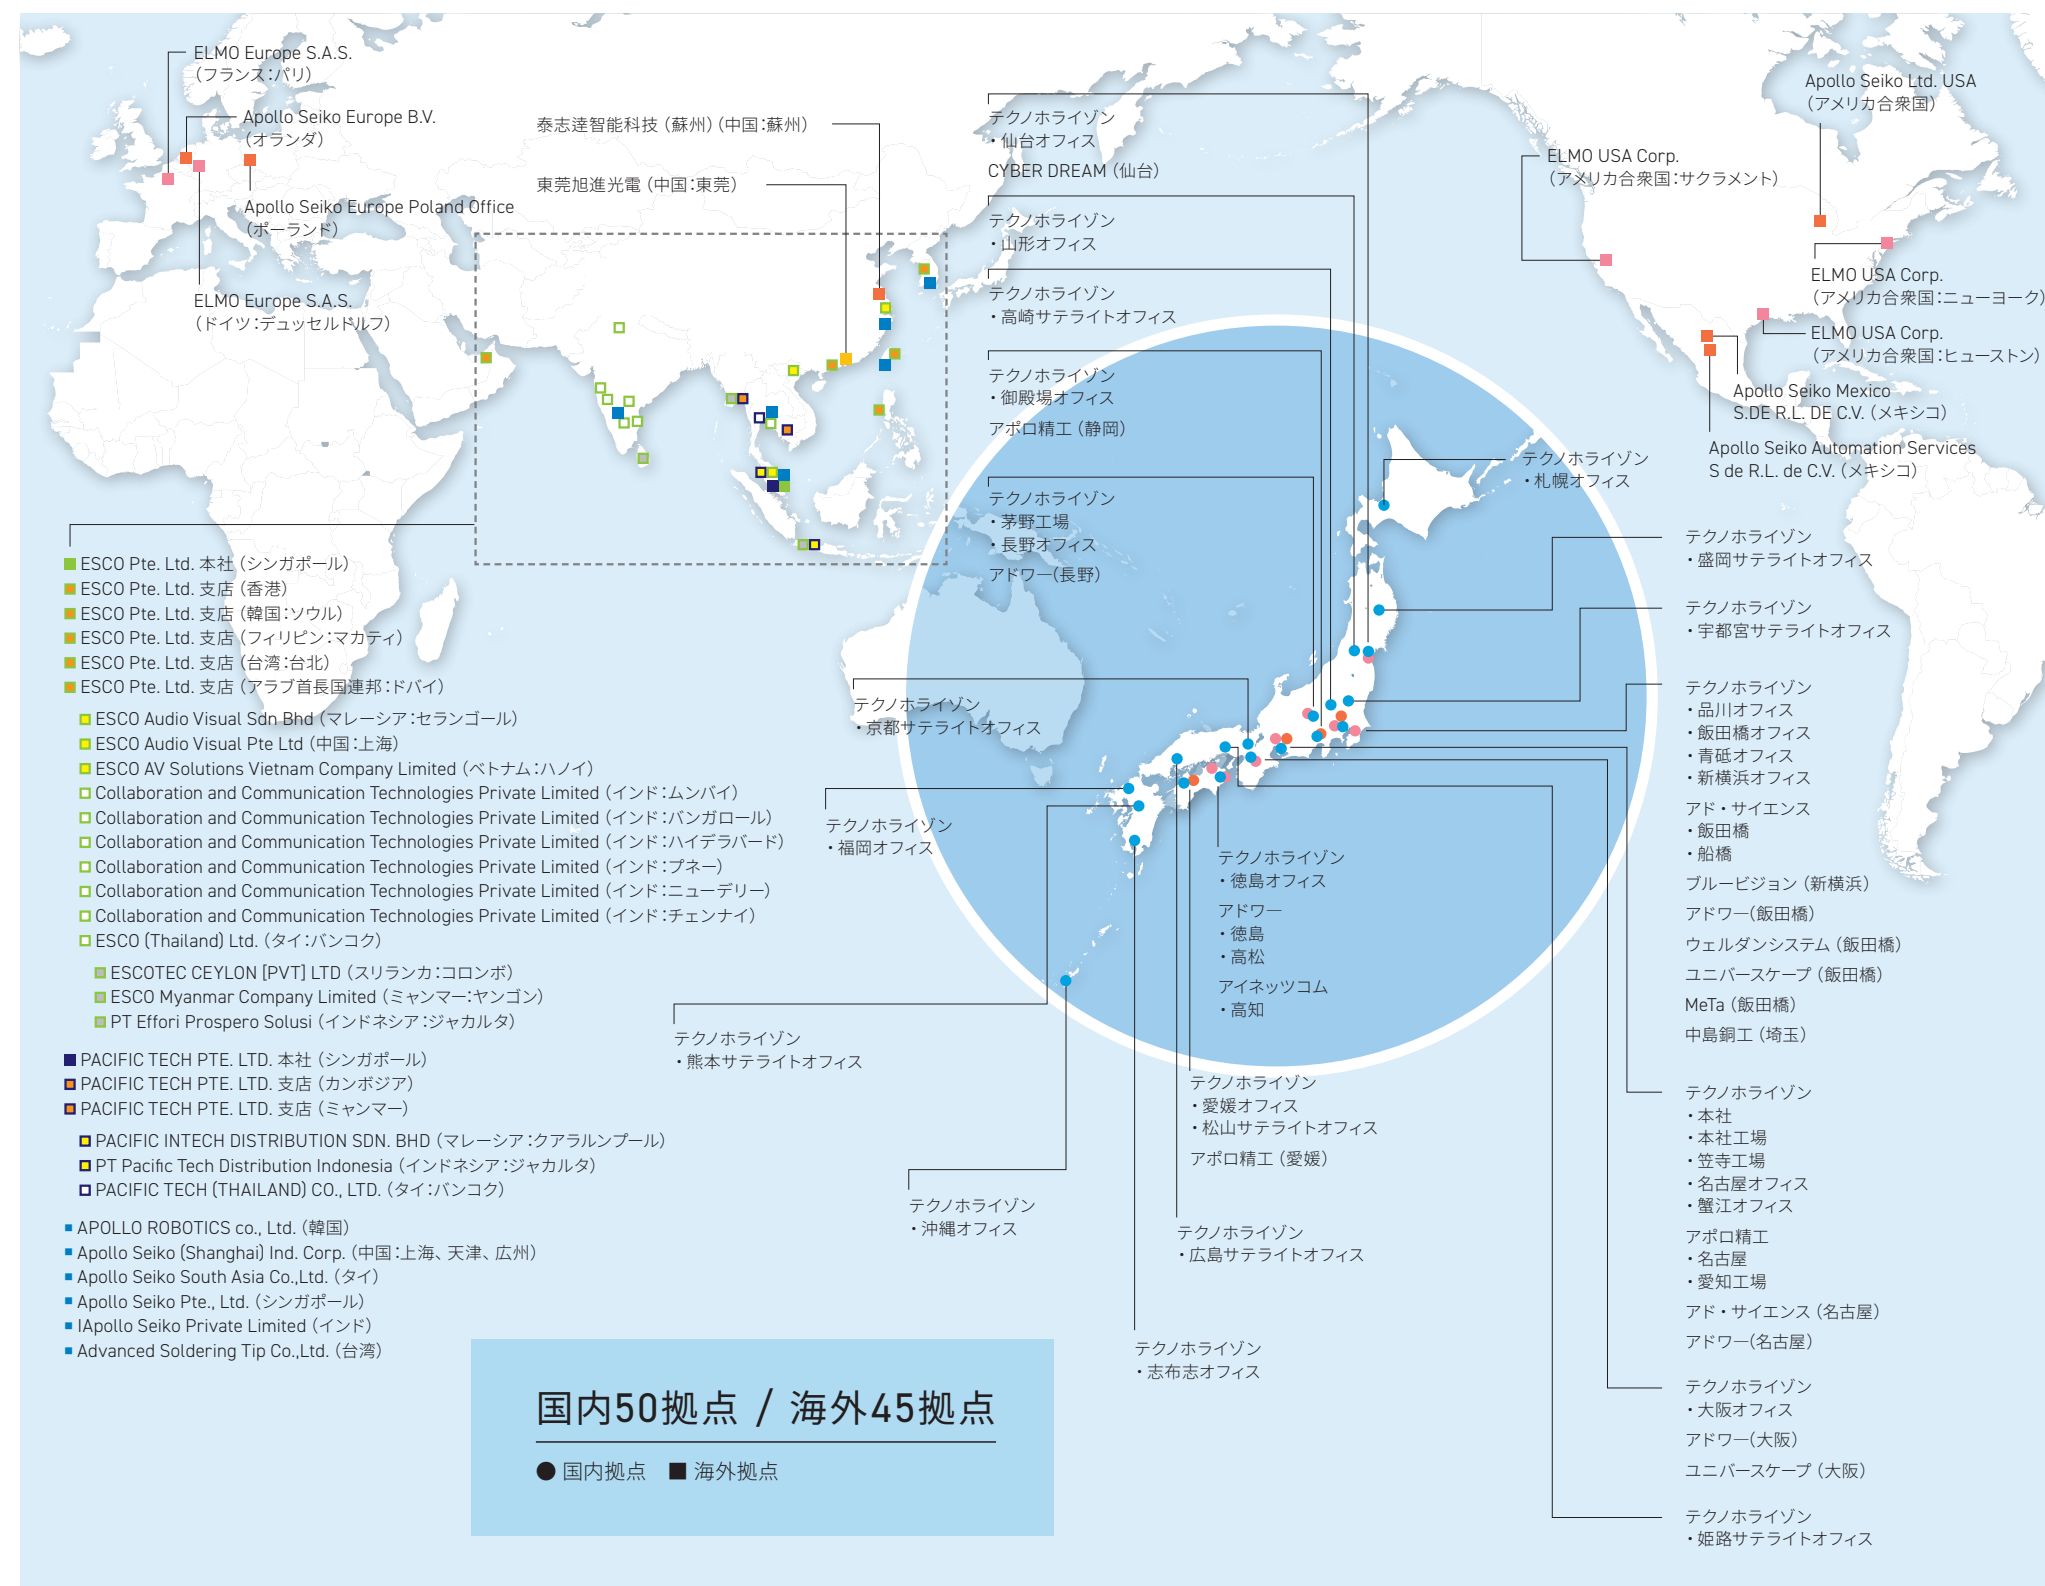 ELMO Europe S.A.S.
（フランス：パリ）
Apollo Seiko Europe B.V.
（オランダ）
Apollo Seiko Europe Poland Office
（ポーランド）
ELMO Europe S.A.S.
（ドイツ：デュッセルドルフ）
泰志達智能科技（蘇州）（中国：蘇州）
東莞旭進光電（中国：東莞）
テクノホライゾン
・仙台オフィス
CYBER DREAM（仙台）
テクノホライゾン
・山形オフィス
テクノホライゾン
・高崎サテライトオフィス
テクノホライゾン
・御殿場オフィス
アポロ精工（静岡）
テクノホライゾン
・茅野工場
・長野オフィス
アドワー（長野）
Apollo Seiko Ltd. USA
（アメリカ合衆国）
ELMO USA Corp.
（アメリカ合衆国：サクラメント）
ELMO USA Corp.
（アメリカ合衆国：ニューヨーク）
ELMO USA Corp.
（アメリカ合衆国：ヒューストン）
Apollo Seiko Mexico
S.DE R.L. DE C.V.（メキシコ）
Apollo Seiko Automation Services
S de R.L. de C.V.（メキシコ）
テクノホライゾン
・札幌オフィス
テクノホライゾン
・盛岡サテライトオフィス
テクノホライゾン
・宇都宮サテライトオフィス
テクノホライゾン
・品川オフィス
・飯田橋オフィス
・青砥オフィス
・新横浜オフィス
アド・サイエンス
・飯田橋
・船橋
ブルービジョン（新横浜）
アドワー（飯田橋）
ウェルダンシステム（飯田橋）
ユニバースケープ（飯田橋）
MeTa（飯田橋）
中島銅工（埼玉）
テクノホライゾン
・本社
・本社工場
・笠寺工場
・名古屋オフィス
・蟹江オフィス
アポロ精工
・名古屋
・愛知工場
アド・サイエンス（名古屋）
アドワー（名古屋）
テクノホライゾン
・大阪オフィス
アドワー（大阪）
ユニバースケープ（大阪）
テクノホライゾン
・姫路サテライトオフィス
テクノホライゾン
・京都サテライトオフィス
テクノホライゾン
・福岡オフィス
テクノホライゾン
・徳島オフィス
アドワー
・徳島
・高松
アイネッツコム
・高知
テクノホライゾン
・熊本サテライトオフィス
テクノホライゾン
・愛媛オフィス
・松山サテライトオフィス
アポロ精工（愛媛）
テクノホライゾン
・沖縄オフィス
テクノホライゾン
・広島サテライトオフィス
テクノホライゾン
・志布志オフィス
ESCO Pte. Ltd. 本社（シンガポール）
ESCO Pte. Ltd. 支店（香港）
ESCO Pte. Ltd. 支店（韓国：ソウル）
ESCO Pte. Ltd. 支店（フィリピン：マカティ）
ESCO Pte. Ltd. 支店（台湾：台北）
ESCO Pte. Ltd. 支店（アラブ首長国連邦：ドバイ）
ESCO Audio Visual Sdn Bhd（マレーシア：セランゴール）
ESCO Audio Visual Pte Ltd（中国：上海）
ESCO AV Solutions Vietnam Company Limited（ベトナム：ハノイ）
Collaboration and Communication Technologies Private Limited（インド：ムンバイ）
Collaboration and Communication Technologies Private Limited（インド：バンガロール）
Collaboration and Communication Technologies Private Limited（インド：ハイデラバード）
Collaboration and Communication Technologies Private Limited（インド：プネー）
Collaboration and Communication Technologies Private Limited（インド：ニューデリー）
Collaboration and Communication Technologies Private Limited（インド：チェンナイ）
ESCO (Thailand) Ltd.（タイ：バンコク）
ESCOTEC CEYLON [PVT] LTD（スリランカ：コロンボ）
ESCO Myanmar Company Limited（ミャンマー：ヤンゴン）
PT Effori Prospero Solusi（インドネシア：ジャカルタ）
PACIFIC TECH PTE. LTD. 本社（シンガポール）
PACIFIC TECH PTE. LTD. 支店（カンボジア）
PACIFIC TECH PTE. LTD. 支店（ミャンマー）
PACIFIC INTECH DISTRIBUTION SDN. BHD（マレーシア：クアラルンプール）
PT Pacific Tech Distribution Indonesia（インドネシア：ジャカルタ）
PACIFIC TECH (THAILAND) CO., LTD.（タイ：バンコク）
APOLLO ROBOTICS co., Ltd.（韓国）
Apollo Seiko (Shanghai) Ind. Corp.（中国：上海、天津、広州）
Apollo Seiko South Asia Co.,Ltd.（タイ）
Apollo Seiko Pte., Ltd.（シンガポール）
IApollo Seiko Private Limited（インド）
Advanced Soldering Tip Co.,Ltd.（台湾）
国内50拠点 / 海外45拠点
●国内拠点 ■海外拠点